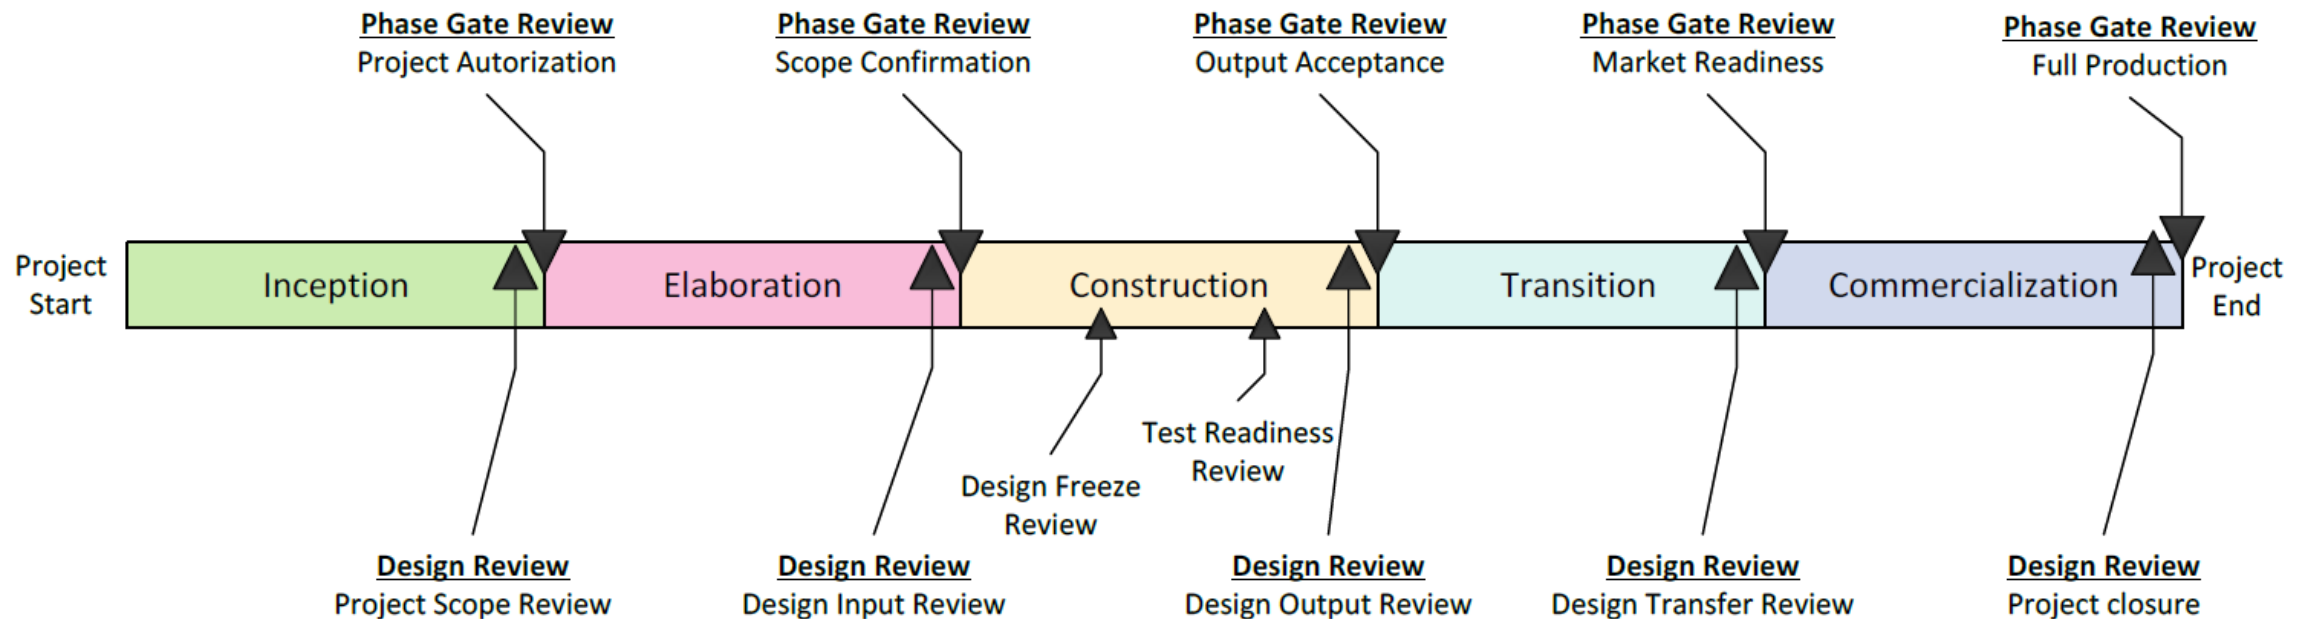 Phase Gate Review
Project Autorization
Phase Gate Review
Scope Confirmation
Phase Gate Review
Output Acceptance
Phase Gate Review
Market Readiness
Phase Gate Review
Full Production
Project
Start
Inception
Elaboration
Construction
Transition
Commercialization
Project
End
Test Readiness
Review
Design Freeze
Review
Design Review
Project Scope Review
Design Review
Design Input Review
Design Review
Design Output Review
Design Review
Design Transfer Review
Design Review
Project closure